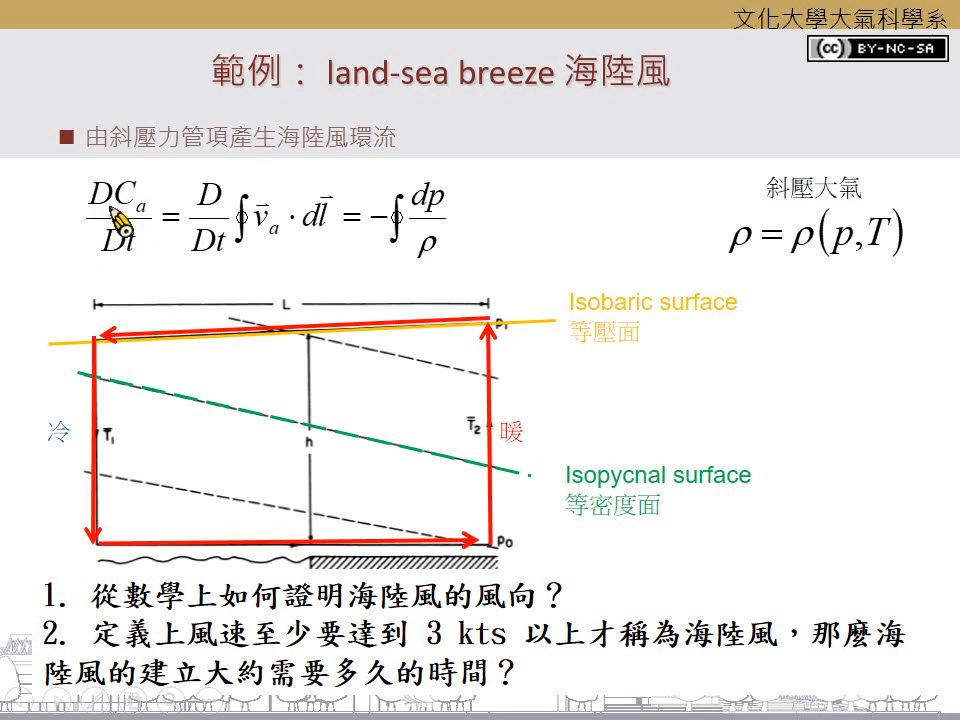 文化大學大氣科學系
(cc) BY-NC-SA
範例： land-sea breeze 海陸風
■ 由斜壓力管項產生海陸風環流
斜壓大氣
DCₐ/Dt = D/Dt ∮ v⃗ₐ · dl⃗ = −∮ dp/ρ
ρ = ρ(p,T)
L
Isobaric surface
p₁
等壓面
冷
T̅₁
h
T̅₂
暖
Isopycnal surface
等密度面
p₀
1. 從數學上如何證明海陸風的風向？
2. 定義上風速至少要達到 3 kts 以上才稱為海陸風，那麼海
陸風的建立大約需要多久的時間？